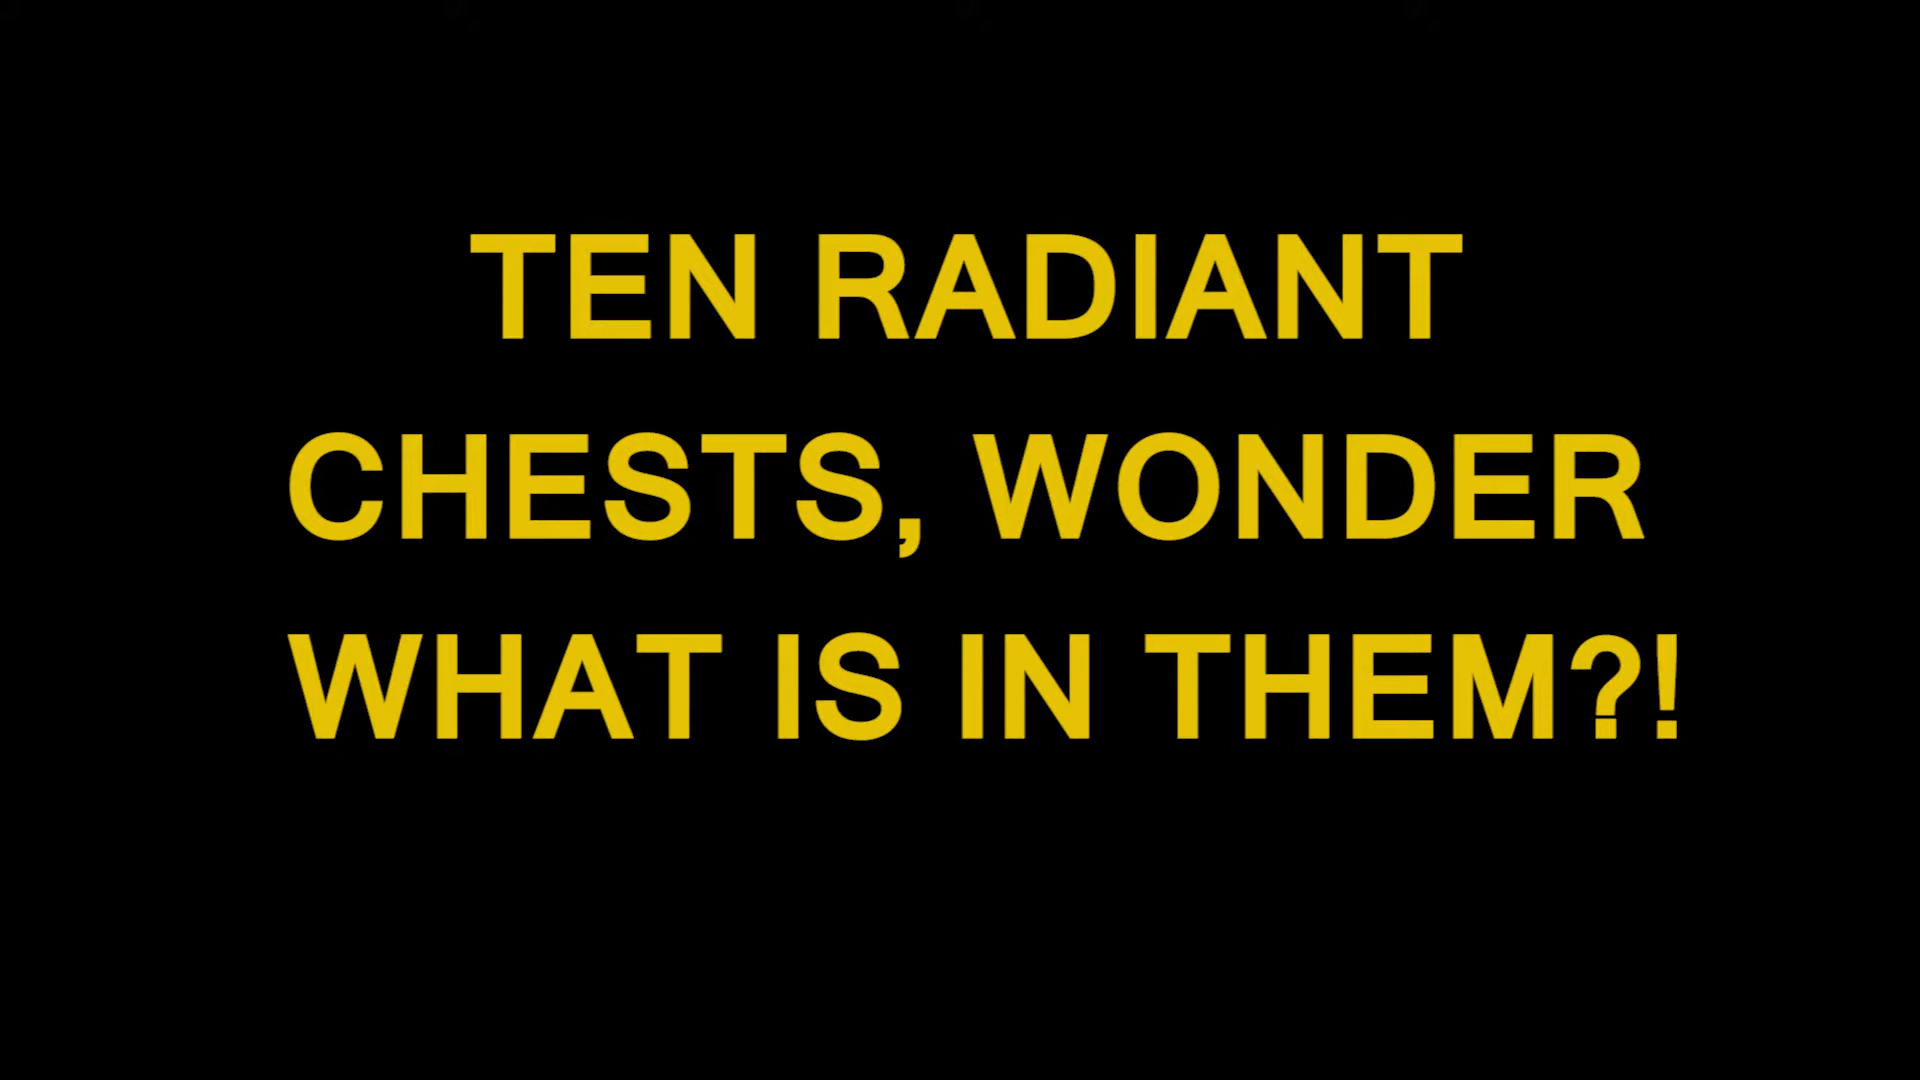 TEN RADIANT
CHESTS, WONDER
WHAT IS IN THEM?!